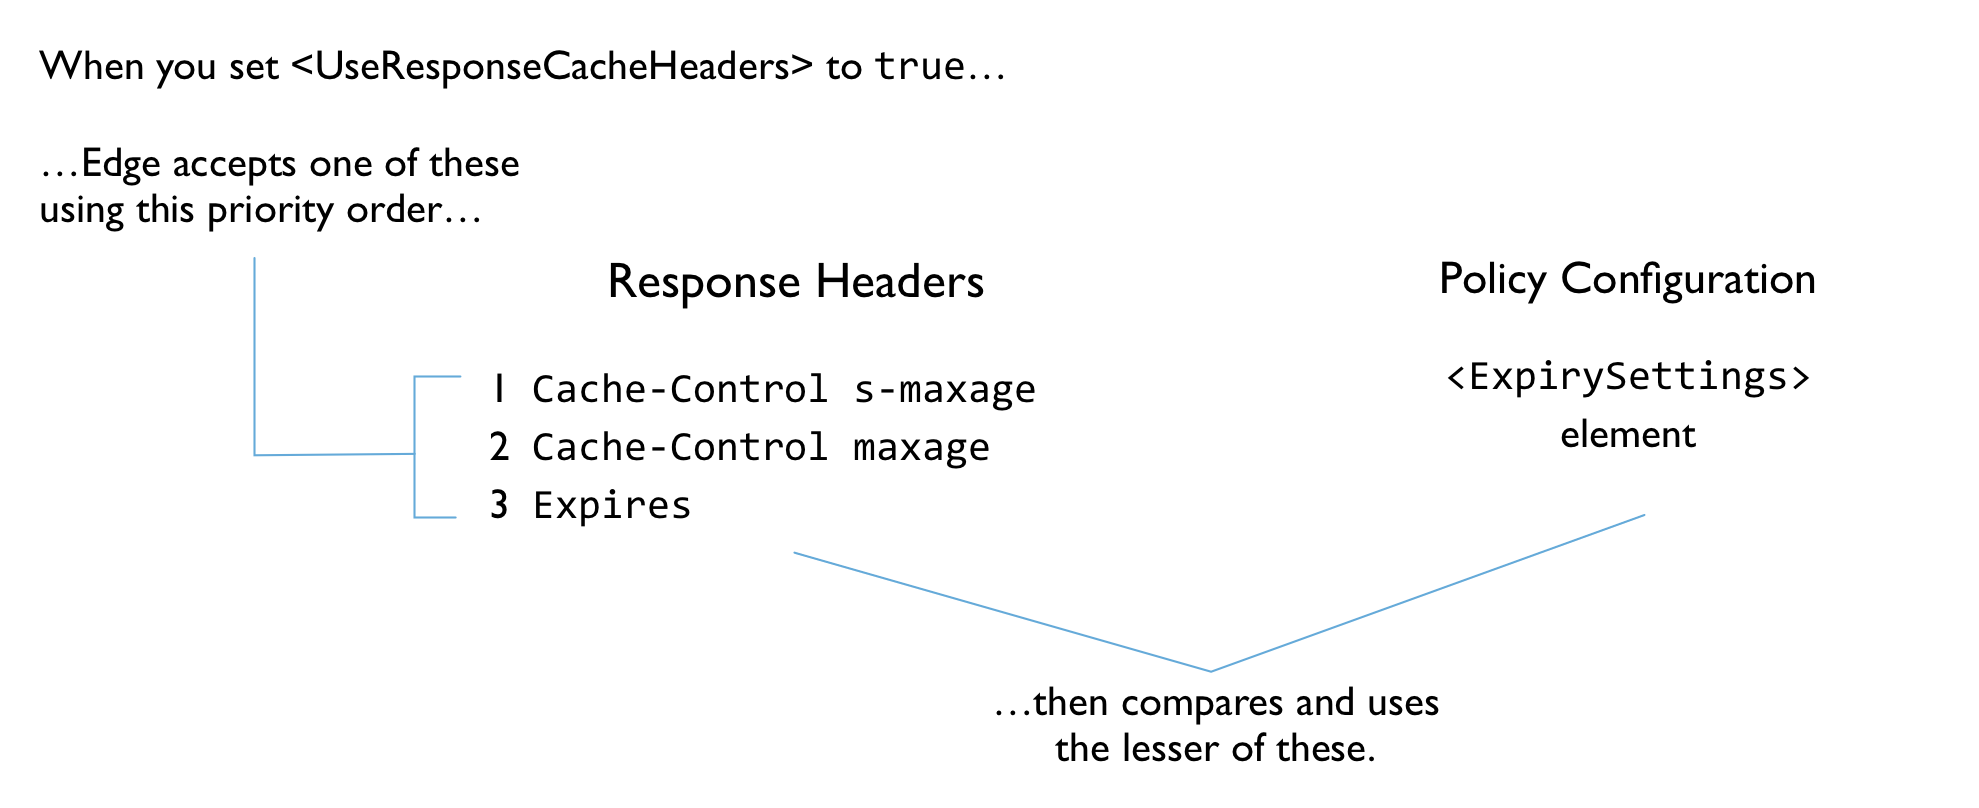 When you set <UseResponseCacheHeaders> to true…
…Edge accepts one of these
using this priority order…
Response Headers
1 Cache-Control s-maxage
2 Cache-Control maxage
3 Expires
Policy Configuration
<ExpirySettings>
element
…then compares and uses
the lesser of these.